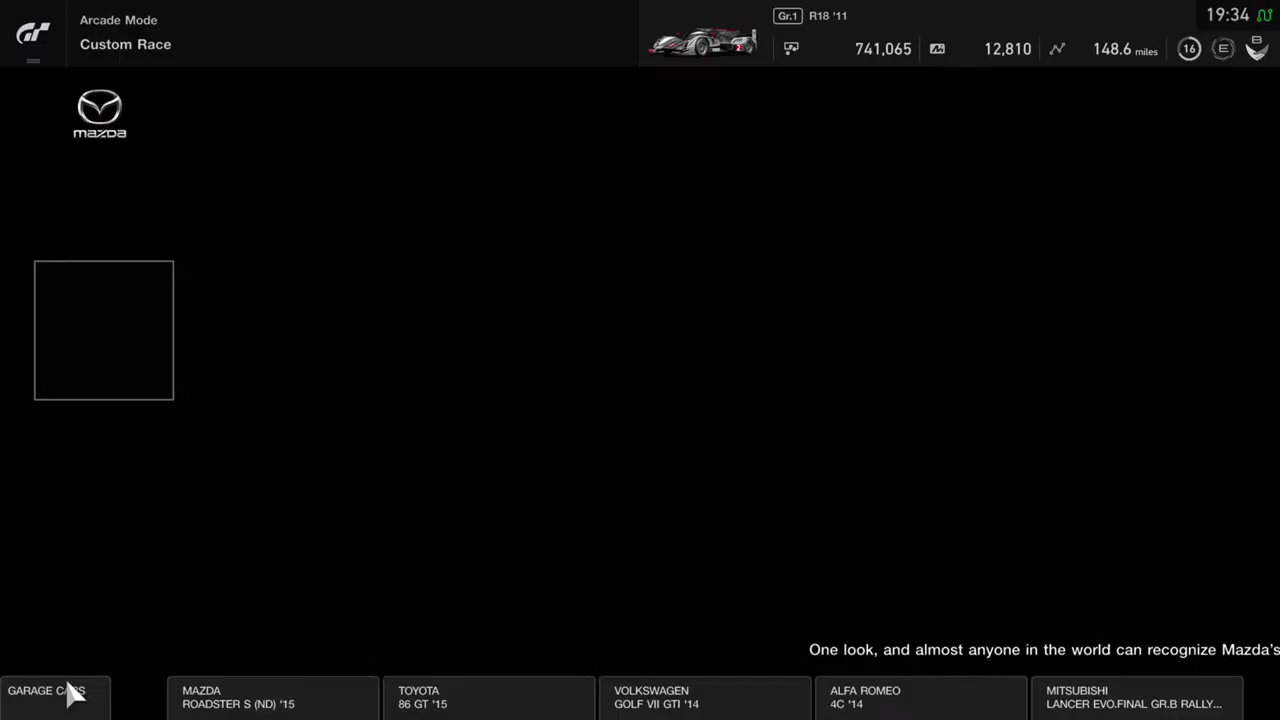 Arcade Mode
Custom Race
Gr.1 R18 '11
741,065 12,810 148.6 miles 16 E B
19:34
mazda
One look, and almost anyone in the world can recognize Mazda's
GARAGE CARS
MAZDA
ROADSTER S (ND) '15
TOYOTA
86 GT '15
VOLKSWAGEN
GOLF VII GTI '14
ALFA ROMEO
4C '14
MITSUBISHI
LANCER EVO.FINAL GR.B RALLY...